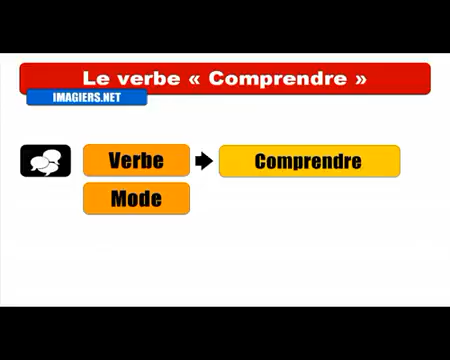 Le verbe « Comprendre »
IMAGIERS.NET
Verbe Comprendre
Mode